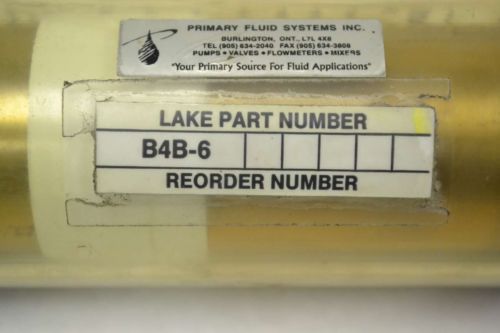 PRIMARY FLUID SYSTEMS INC.
BURLINGTON, ONT., L7L 4X8
TEL (905) 634-2040 FAX (905) 634-3808
PUMPS • VALVES • FLOWMETERS • MIXERS
"Your Primary Source For Fluid Applications"
LAKE PART NUMBER
B4B-6
REORDER NUMBER